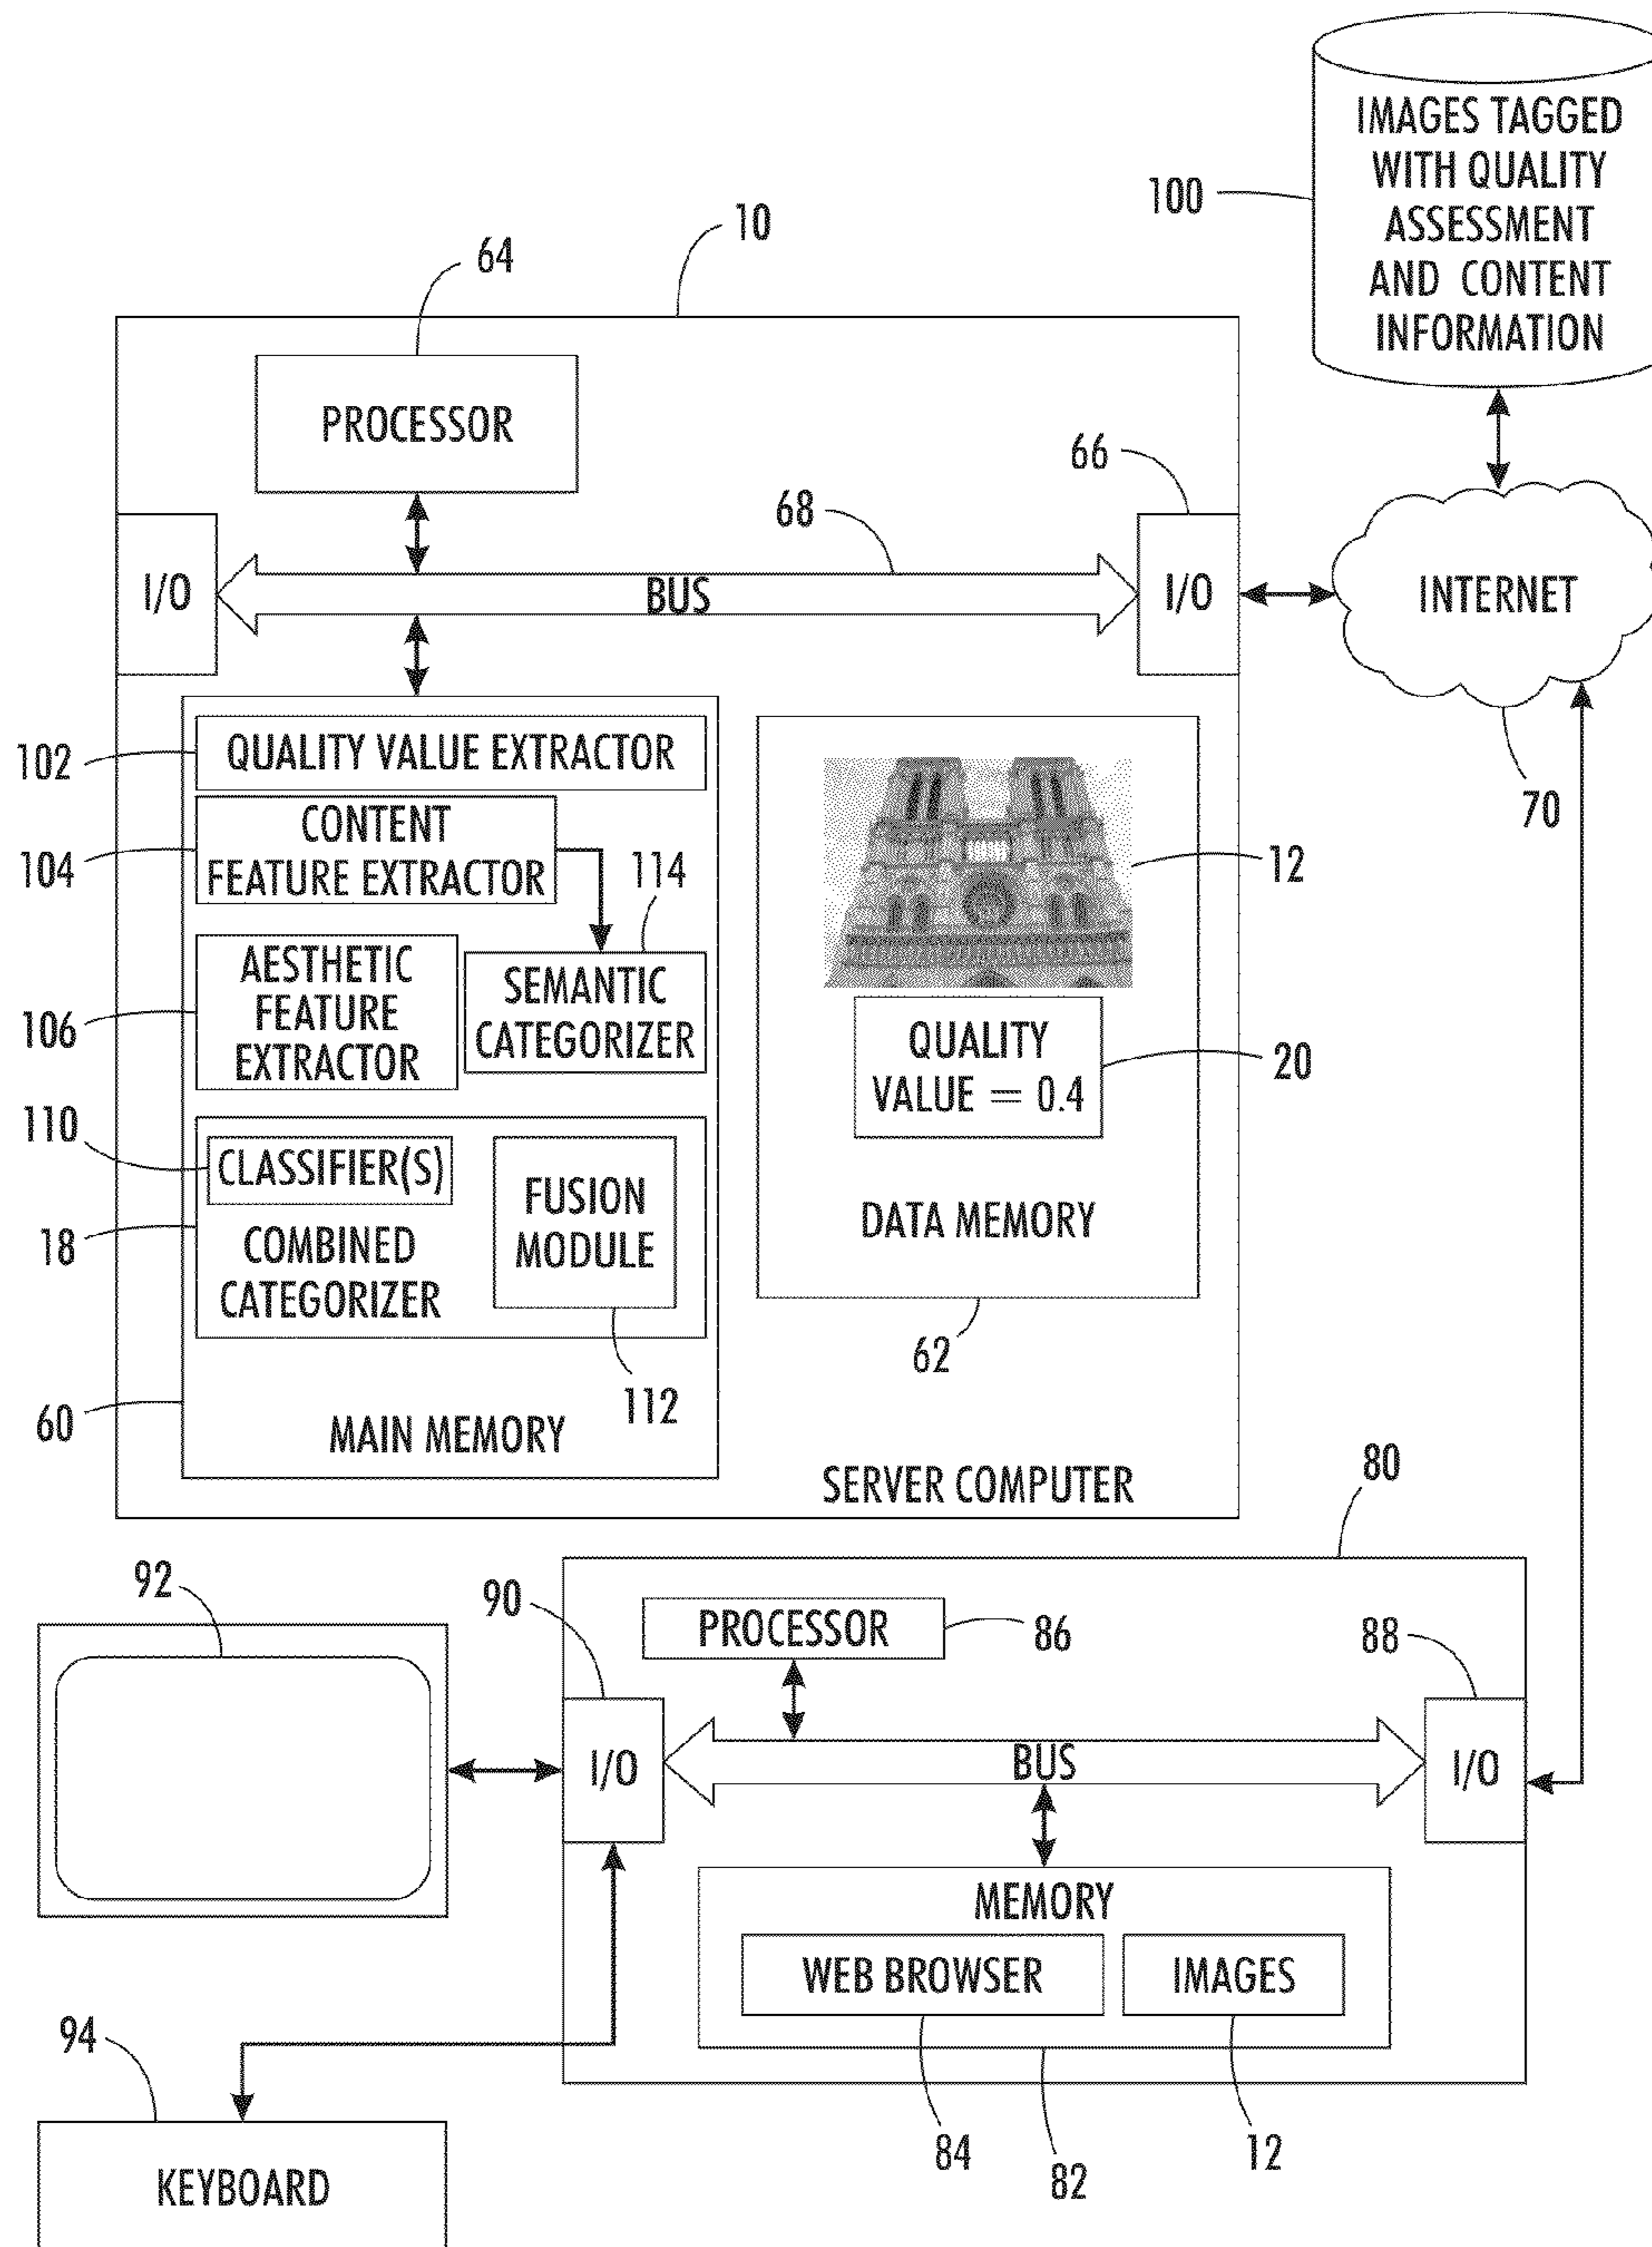 IMAGES TAGGED
WITH QUALITY
ASSESSMENT
AND CONTENT
INFORMATION
100
10
64
PROCESSOR
66
68
I/O
BUS
I/O
INTERNET
70
102
QUALITY VALUE EXTRACTOR
104
CONTENT
FEATURE EXTRACTOR
114
106
AESTHETIC
FEATURE
EXTRACTOR
SEMANTIC
CATEGORIZER
12
QUALITY
VALUE = 0.4
20
110
CLASSIFIER(S)
18
COMBINED
CATEGORIZER
FUSION
MODULE
112
DATA MEMORY
62
60
MAIN MEMORY
SERVER COMPUTER
80
92
90
PROCESSOR
86
88
I/O
BUS
I/O
MEMORY
WEB BROWSER
IMAGES
84
82
12
94
KEYBOARD